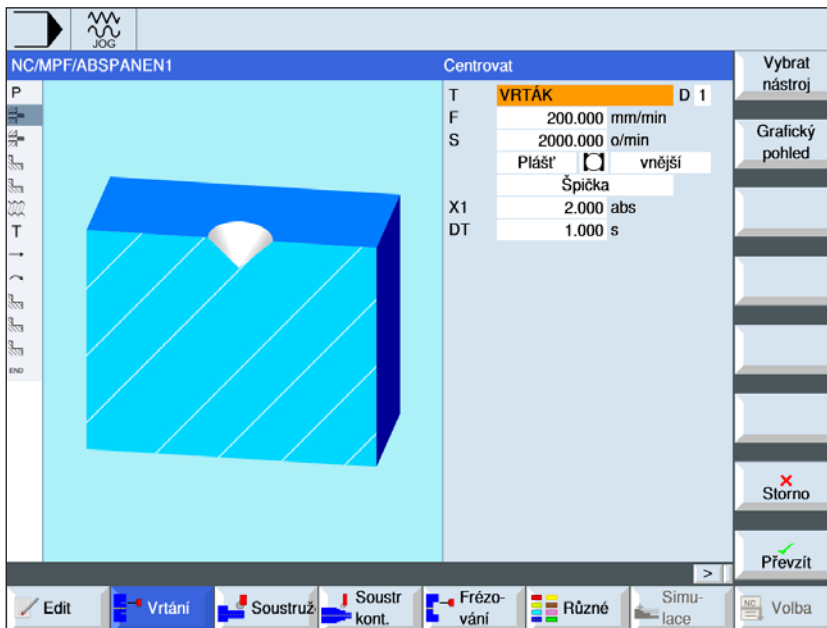 JOG
NC/MPF/ABSPANEN1
Centrovat
P
T
END
T VRTÁK D 1
F 200.000 mm/min
S 2000.000 o/min
Plášť vnější
Špička
X1 2.000 abs
DT 1.000 s
Vybrat
nástroj
Grafický
pohled
Storno
Převzít
>
Edit
Vrtání
Soustruž
Soustr
kont.
Frézo-
vání
Různé
Simu-
lace
NC
Volba